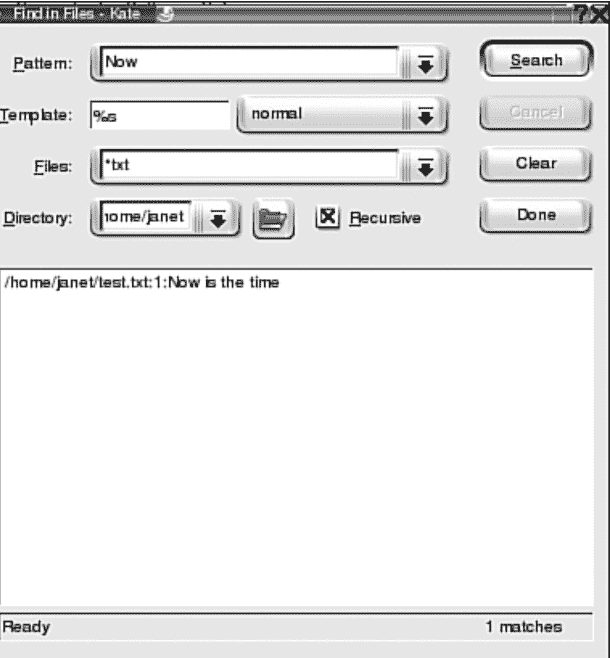 Find in Files - Kate
Pattern: Now Search
Template: %s normal Cancel
Files: *txt Clear
Directory: home/janet Recursive Done
/home/janet/test.txt:1:Now is the time
Ready 1 matches